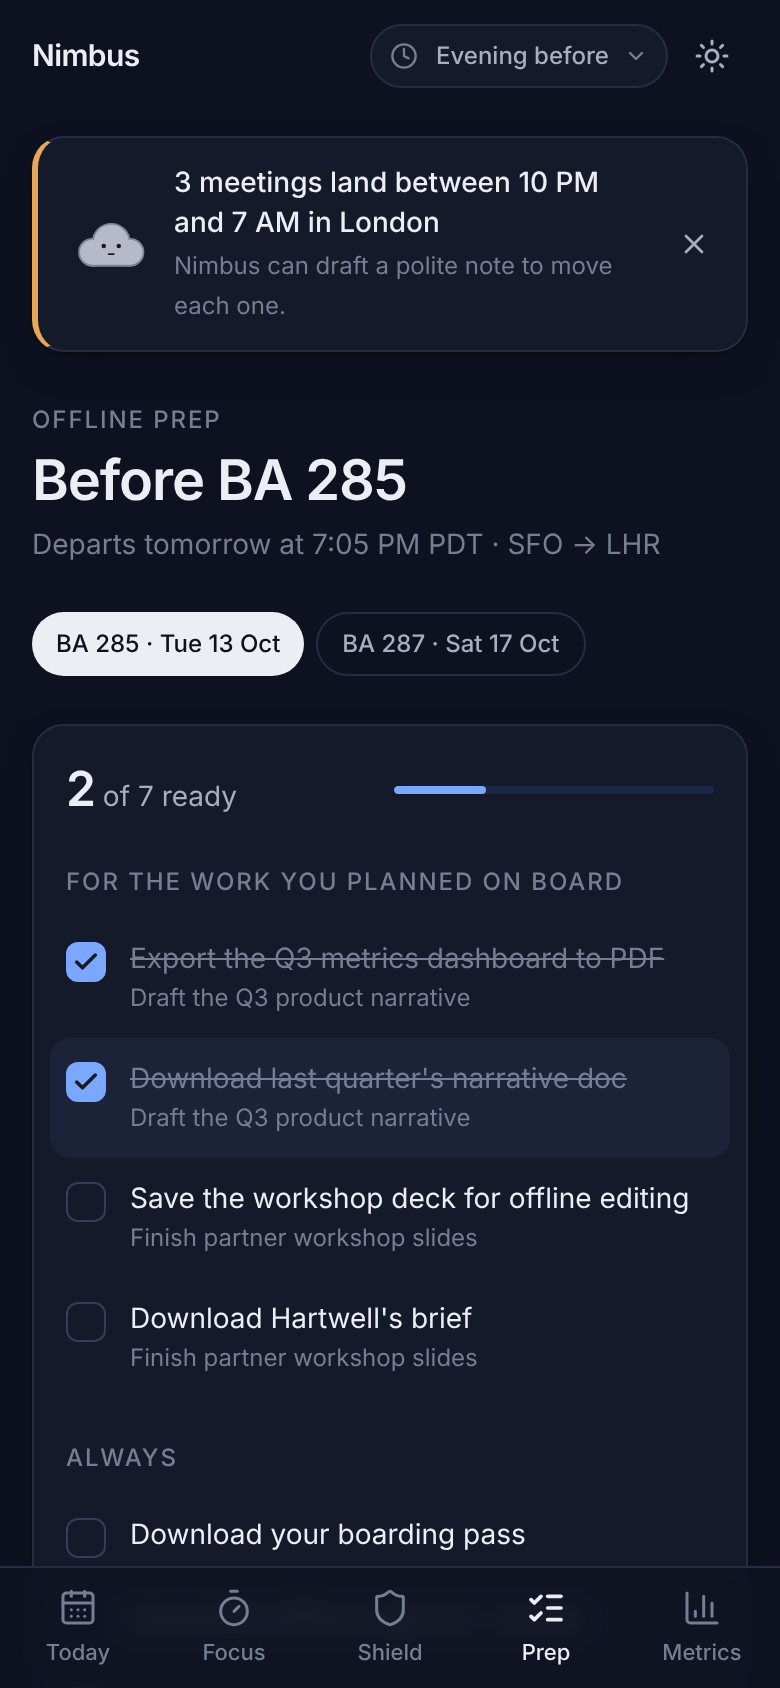 Nimbus
Evening before
3 meetings land between 10 PM
and 7 AM in London
Nimbus can draft a polite note to move
each one.
OFFLINE PREP
Before BA 285
Departs tomorrow at 7:05 PM PDT · SFO → LHR
BA 285 · Tue 13 Oct
BA 287 · Sat 17 Oct
2 of 7 ready
FOR THE WORK YOU PLANNED ON BOARD
Export the Q3 metrics dashboard to PDF
Draft the Q3 product narrative
Download last quarter's narrative doc
Draft the Q3 product narrative
Save the workshop deck for offline editing
Finish partner workshop slides
Download Hartwell's brief
Finish partner workshop slides
ALWAYS
Download your boarding pass
Today
Focus
Shield
Prep
Metrics